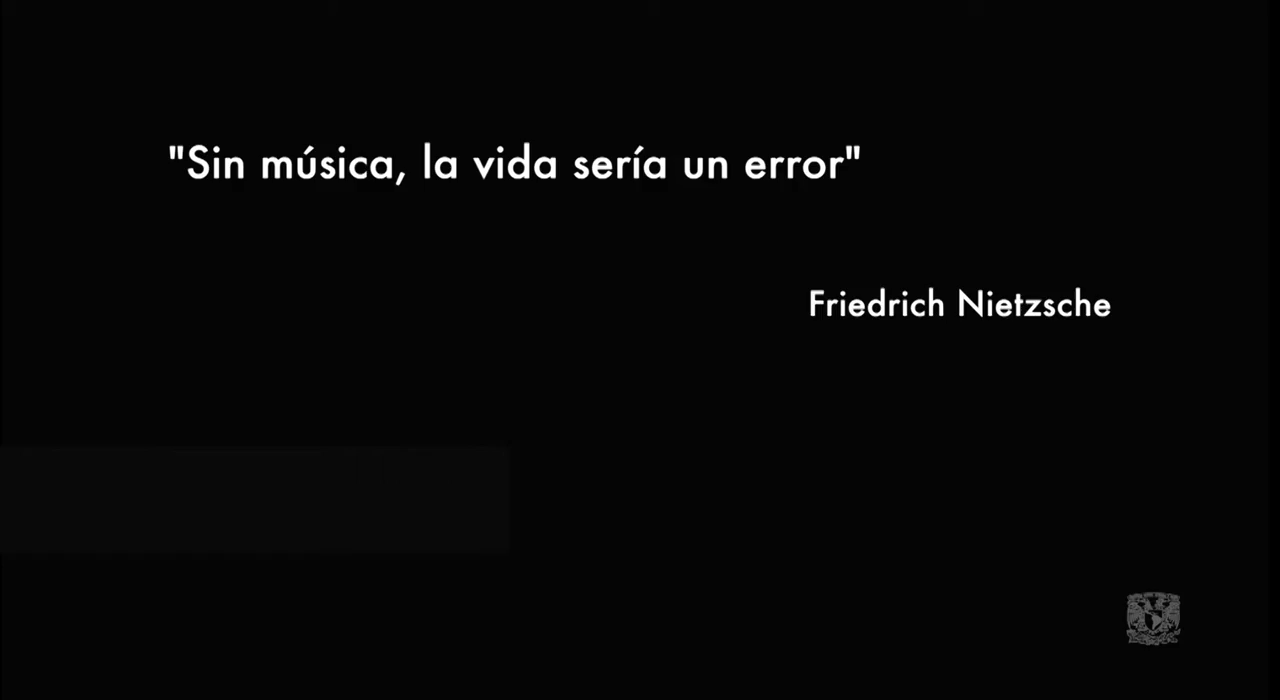 "Sin música, la vida sería un error"
Friedrich Nietzsche